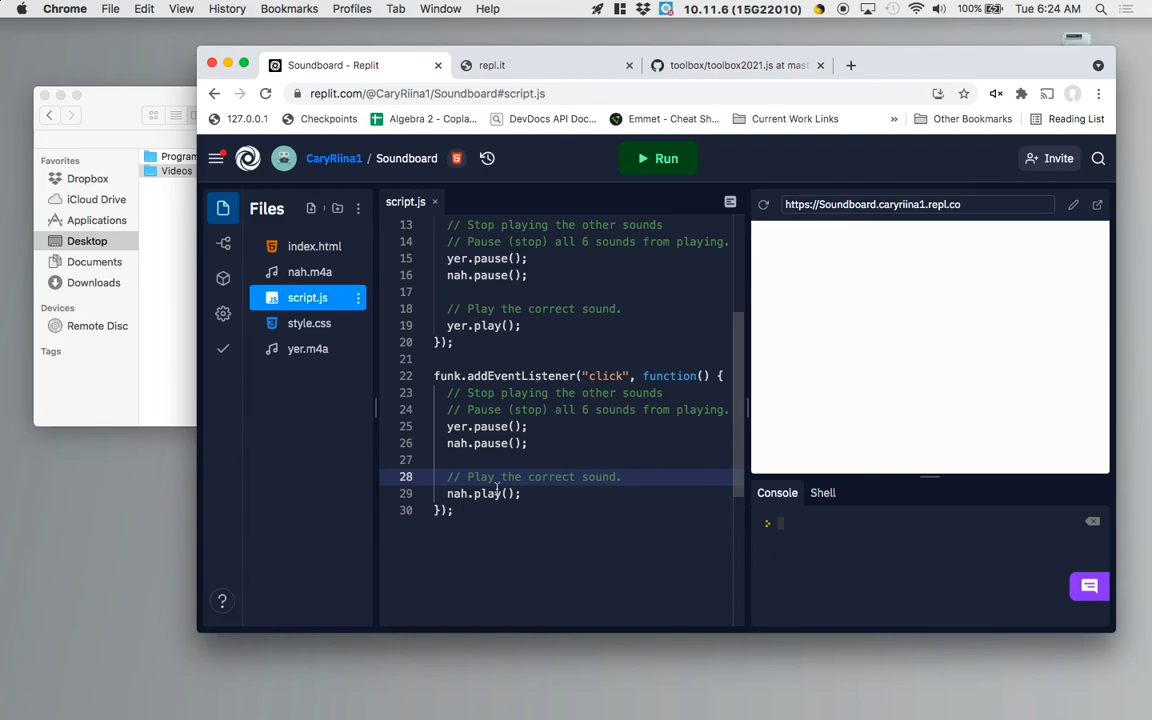 Chrome File Edit View History Bookmarks Profiles Tab Window Help 10.11.6 (15G22010) 100% Tue 6:24 AM
Soundboard - Replit × repl.it × toolbox/toolbox2021.js at mast ×
replit.com/@CaryRiina1/Soundboard#script.js
127.0.0.1 Checkpoints Algebra 2 - Copla... DevDocs API Doc... Emmet - Cheat Sh... Current Work Links » Other Bookmarks Reading List
CaryRiina1 / Soundboard Run Invite
Favorites
Dropbox
iCloud Drive
Applications
Desktop
Documents
Downloads
Devices
Remote Disc
Tags
Program
Videos
Files
index.html
nah.m4a
script.js
style.css
yer.m4a
script.js ×
13 // Stop playing the other sounds
14 // Pause (stop) all 6 sounds from playing.
15 yer.pause();
16 nah.pause();
17
18 // Play the correct sound.
19 yer.play();
20 });
21
22 funk.addEventListener("click", function() {
23 // Stop playing the other sounds
24 // Pause (stop) all 6 sounds from playing.
25 yer.pause();
26 nah.pause();
27
28 // Play the correct sound.
29 nah.play();
30 });
https://Soundboard.caryriina1.repl.co
Console Shell
>
?